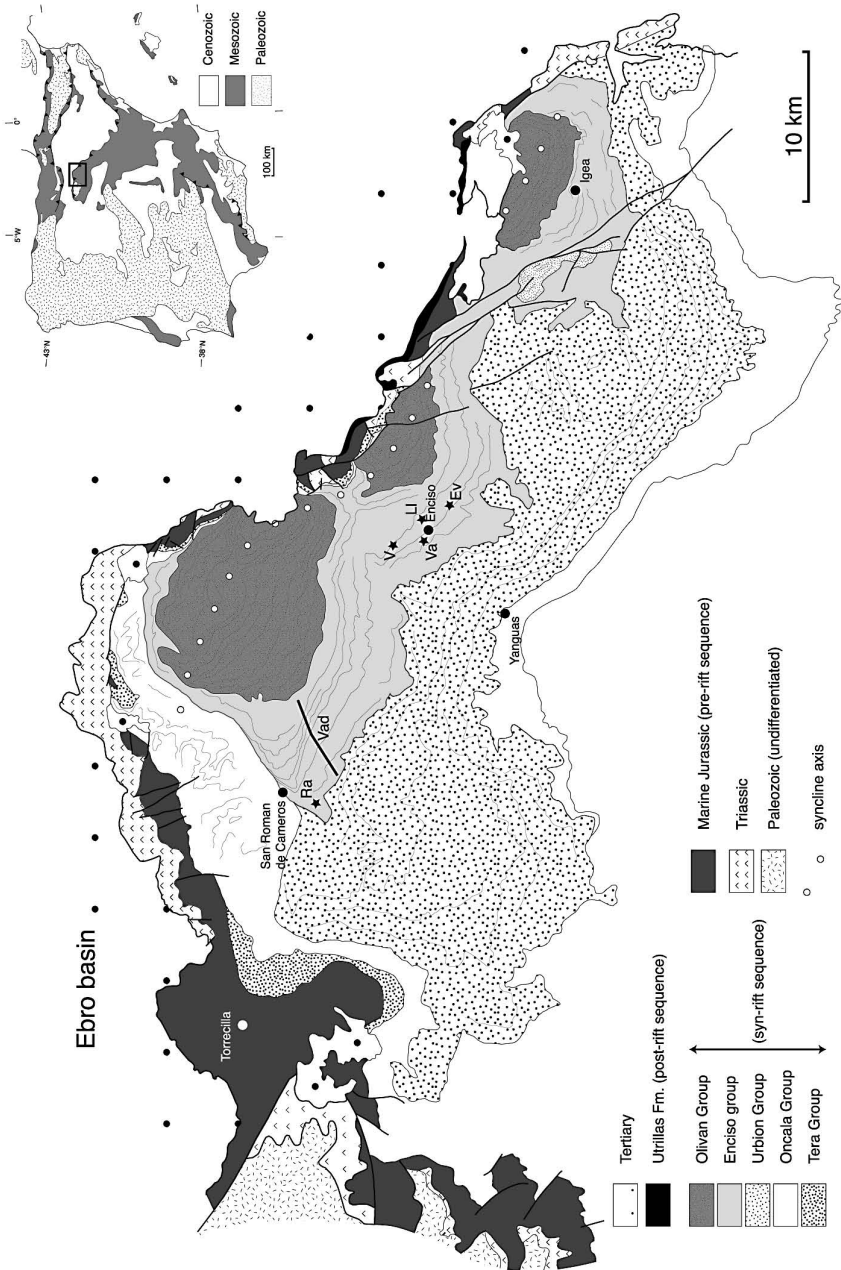 43°N
38°N
5°W
0°
Cenozoic
Mesozoic
Paleozoic
100 km
10 km
Ebro basin
Torrecilla
San Roman
de Cameros
Ra
Vad
V
Va
LI
Enciso
Ev
Yanguas
Igea
Tertiary
Utrillas Fm. (post-rift sequence)
Olivan Group
Enciso group
Urbion Group
Oncala Group
Tera Group
(syn-rift sequence)
Marine Jurassic (pre-rift sequence)
Triassic
Paleozoic (undifferentiated)
syncline axis